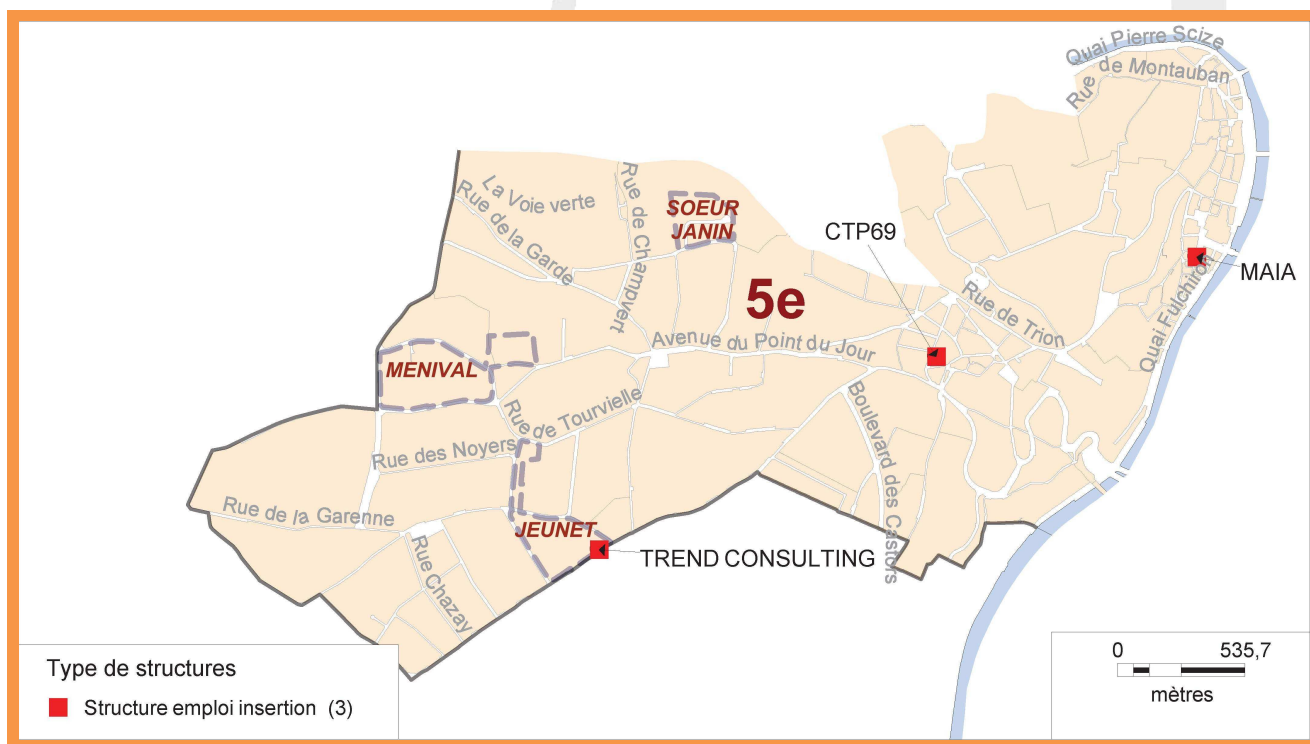 Quai Pierre Scize
Rue de Montauban
La Voie verte
Rue de la Garde
Rue de Champvert
SOEUR
JANIN
CTP69
MAIA
5e
Rue de Trion
Quai Fulchiron
Avenue du Point du Jour
MENIVAL
Rue de Tourvielle
Boulevard des Castors
Rue des Noyers
Rue de la Garenne
JEUNET
TREND CONSULTING
Rue Chazay
Type de structures
Structure emploi insertion (3)
0 535,7
mètres